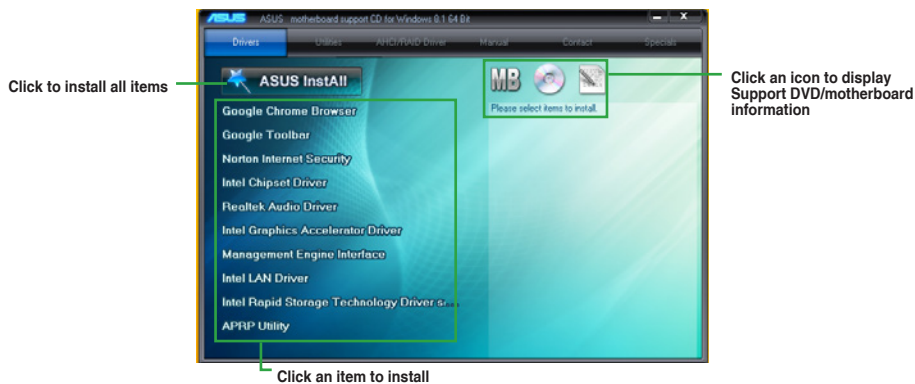 ASUS ASUS motherboard support CD for Windows 8.1 64 Bit
Drivers Utilities AHCI/RAID Driver Manual Contact Specials
Click to install all items
ASUS InstAll
MB
Please select items to install.
Click an icon to display
Support DVD/motherboard
information
Google Chrome Browser
Google Toolbar
Norton Internet Security
Intel Chipset Driver
Realtek Audio Driver
Intel Graphics Accelerator Driver
Management Engine Interface
Intel LAN Driver
Intel Rapid Storage Technology Driver s....
APRP Utility
Click an item to install